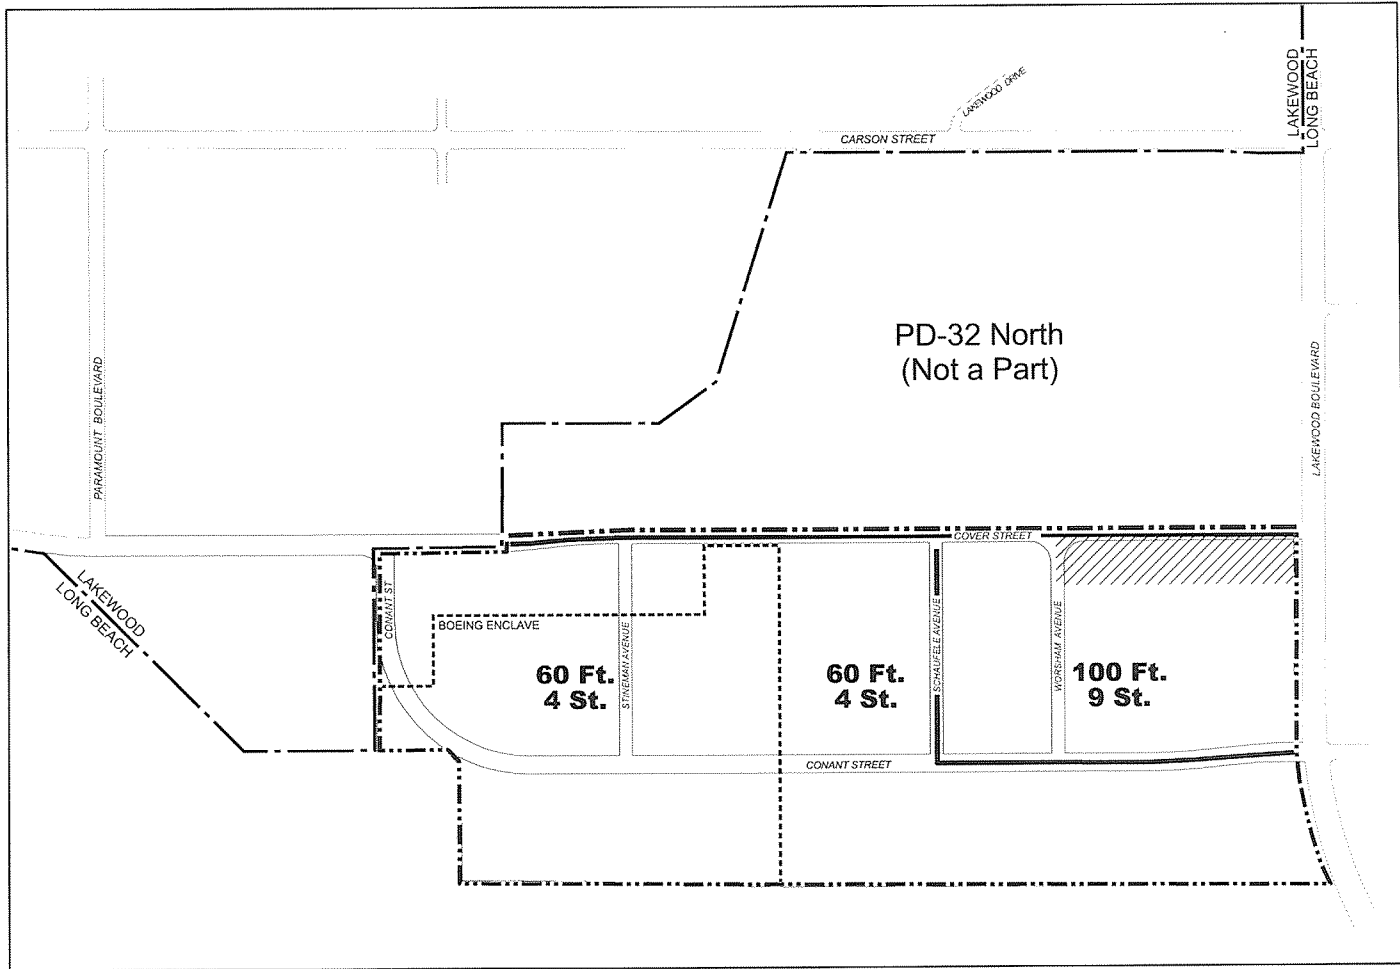 LAKEWOOD
LONG BEACH
LAKEWOOD DRIVE
CARSON STREET
PD-32 North
(Not a Part)
PARAMOUNT BOULEVARD
LAKEWOOD BOULEVARD
COVER STREET
LAKEWOOD
LONG BEACH
CONANT ST
BOEING ENCLAVE
STINEMAN AVENUE
SCHAUFELE AVENUE
WORSHAM AVENUE
60 Ft.
4 St.
60 Ft.
4 St.
100 Ft.
9 St.
CONANT STREET